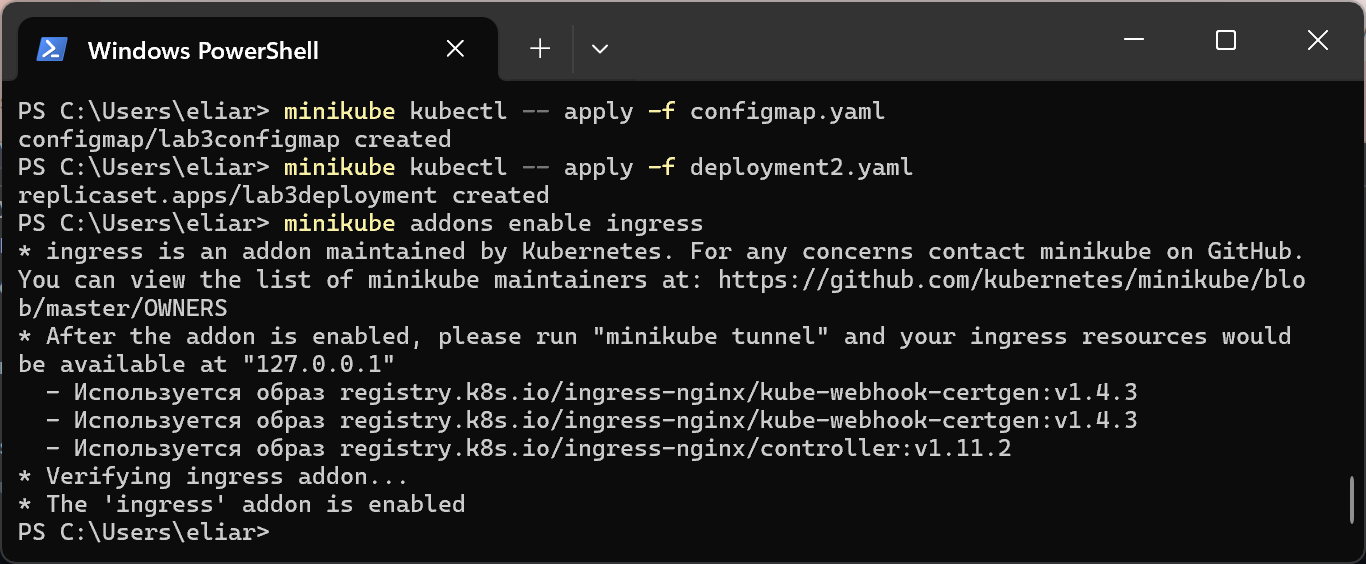 Windows PowerShell
PS C:\Users\eliar> minikube kubectl -- apply -f configmap.yaml
configmap/lab3configmap created
PS C:\Users\eliar> minikube kubectl -- apply -f deployment2.yaml
replicaset.apps/lab3deployment created
PS C:\Users\eliar> minikube addons enable ingress
* ingress is an addon maintained by Kubernetes. For any concerns contact minikube on GitHub.
You can view the list of minikube maintainers at: https://github.com/kubernetes/minikube/blo
b/master/OWNERS
* After the addon is enabled, please run "minikube tunnel" and your ingress resources would
be available at "127.0.0.1"
  - Используется образ registry.k8s.io/ingress-nginx/kube-webhook-certgen:v1.4.3
  - Используется образ registry.k8s.io/ingress-nginx/kube-webhook-certgen:v1.4.3
  - Используется образ registry.k8s.io/ingress-nginx/controller:v1.11.2
* Verifying ingress addon...
* The 'ingress' addon is enabled
PS C:\Users\eliar>